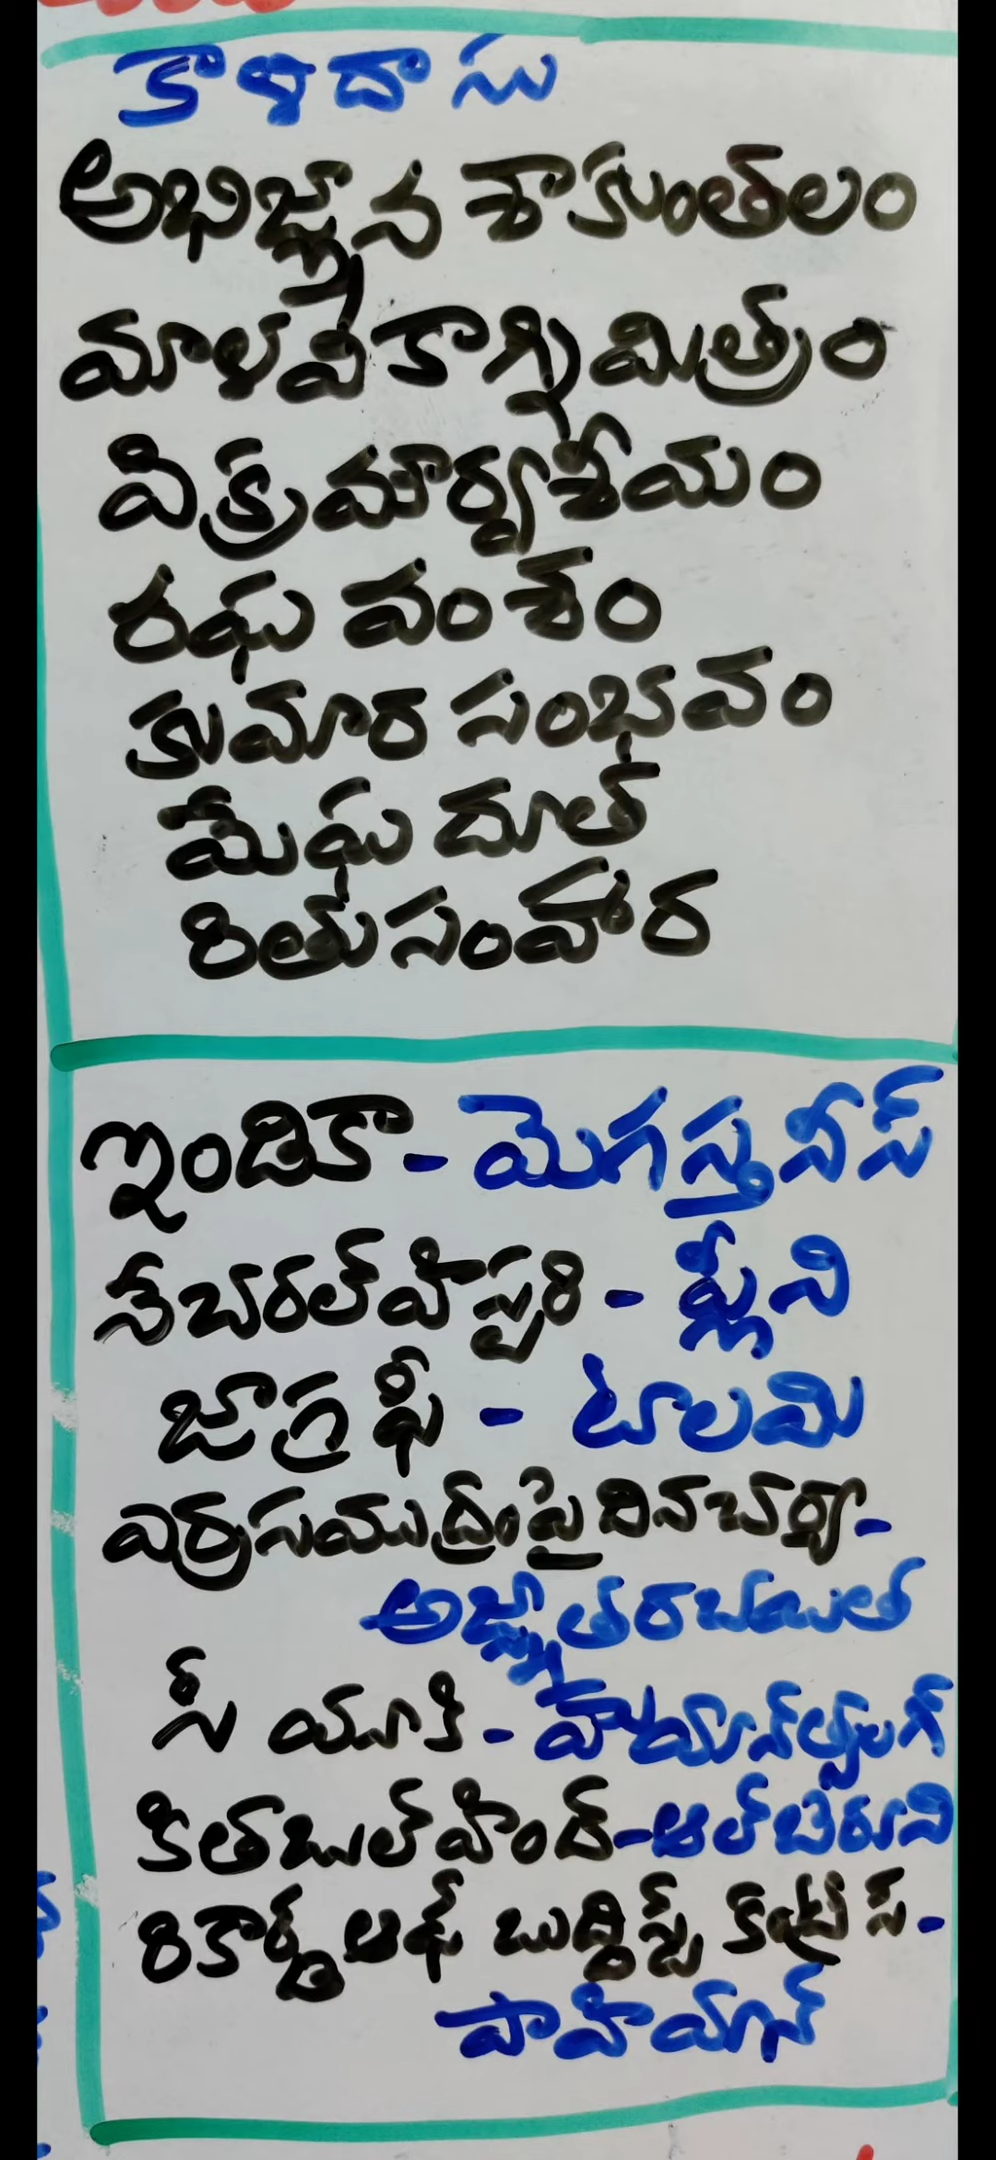 కాళిదాసు
అభిజ్ఞాన శాకుంతలం
మాళవికాగ్నిమిత్రం
విక్రమోర్వశీయం
రఘు వంశం
కుమార సంభవం
మేఘ దూత
రితుసంహార
ఇండికా - మెగస్తనీస్
నేచురల్ హిస్టరి - ప్లీని
జాగ్రఫీ - టాలమి
ఎర్రసముద్రంపై దినచర్య -
అజ్ఞాతరచయిత
సి యూకి - హుయాన్‌త్సాంగ్
కితబుల్ హింద్ - ఆల్‌బెరూని
రికార్డ్ ఆఫ్ బుద్ధిస్ట్ కంట్రీస్ -
పాహియాన్